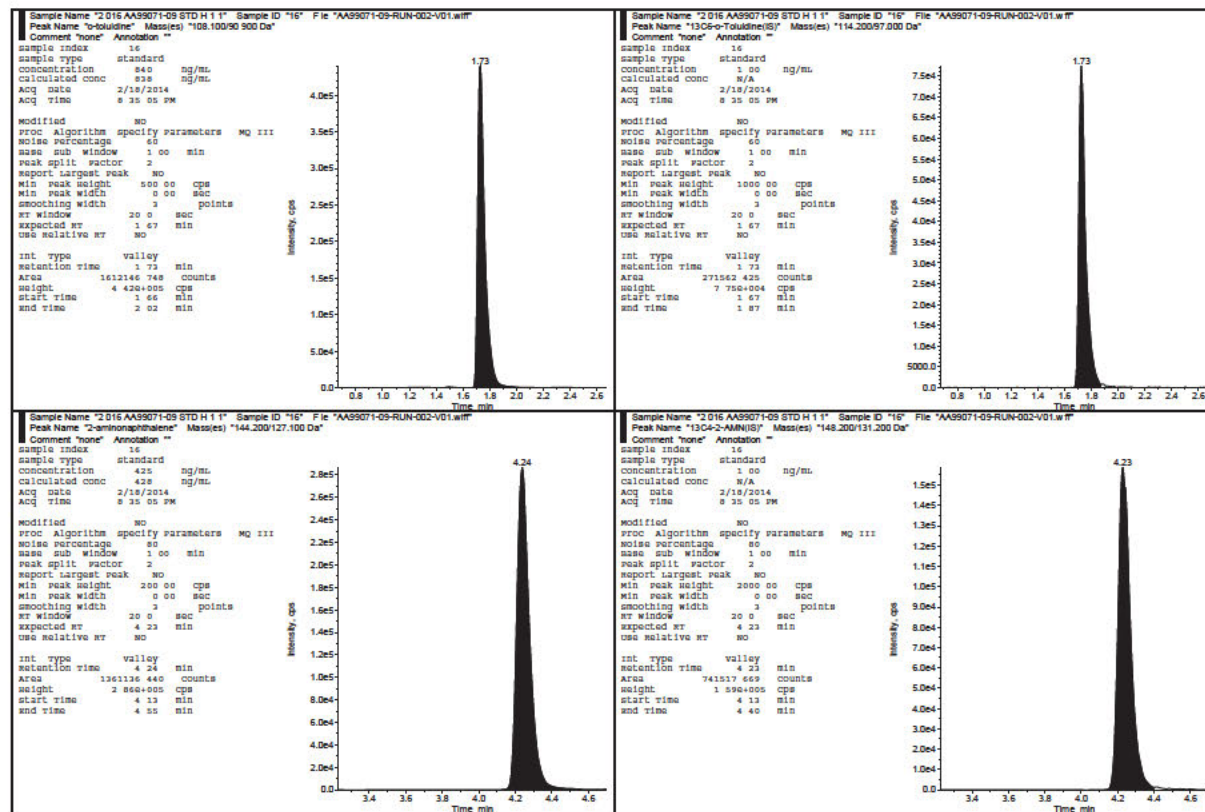 Sample Name "2 016 AA99071-09 STD H 1 1" Sample ID "16" File "AA99071-09-RUN-002-V01.wiff"
Peak Name "o-toluidine" Mass(es) "108.100/90 900 Da"
Comment "none" Annotation ""
sample Index 16
sample Type standard
concentration 840 ng/mL
calculated conc 838 ng/mL
Acq Date 2/18/2014
Acq Time 8 35 05 PM
Modified NO
Proc Algorithm specify Parameters MQ III
Noise Percentage 60
Base sub window 1 00 min
Peak split Factor 2
Report Largest Peak NO
Min Peak Height 500 00 cps
Min Peak width 0 00 sec
smoothing width 3 points
RT window 20 0 sec
Expected RT 1 67 min
Use Relative RT NO
Int Type valley
Retention Time 1 73 min
Area 1612146 748 counts
Height 4 42e+005 cps
start Time 1 66 min
End Time 2 02 min
1.73
Intensity, cps
4.0e5
3.5e5
3.0e5
2.5e5
2.0e5
1.5e5
1.0e5
5.0e4
0.0
0.8 1.0 1.2 1.4 1.6 1.8 2.0 2.2 2.4 2.6
Time min
Sample Name "2 016 AA99071-09 STD H 1 1" Sample ID "16" File "AA99071-09-RUN-002-V01.wiff"
Peak Name "13C6-o-Toluidine(IS)" Mass(es) "114.200/97.000 Da"
Comment "none" Annotation ""
sample Index 16
sample Type standard
concentration 1 00 ng/mL
calculated conc N/A
Acq Date 2/18/2014
Acq Time 8 35 05 PM
Modified NO
Proc Algorithm specify Parameters MQ III
Noise Percentage 60
Base sub window 1 00 min
Peak split Factor 2
Report Largest Peak NO
Min Peak Height 1000 00 cps
Min Peak width 0 00 sec
smoothing width 3 points
RT window 20 0 sec
Expected RT 1 67 min
Use Relative RT NO
Int Type valley
Retention Time 1 73 min
Area 271562 425 counts
Height 7 75e+004 cps
start Time 1 67 min
End Time 1 87 min
1.73
Intensity, cps
7.5e4
7.0e4
6.5e4
6.0e4
5.5e4
5.0e4
4.5e4
4.0e4
3.5e4
3.0e4
2.5e4
2.0e4
1.5e4
1.0e4
5000.0
0.0
0.8 1.0 1.2 1.4 1.6 1.8 2.0 2.2 2.4 2.6
Time min
Sample Name "2 016 AA99071-09 STD H 1 1" Sample ID "16" File "AA99071-09-RUN-002-V01.wiff"
Peak Name "2-aminonaphthalene" Mass(es) "144.200/127.100 Da"
Comment "none" Annotation ""
sample Index 16
sample Type standard
concentration 425 ng/mL
calculated conc 428 ng/mL
Acq Date 2/18/2014
Acq Time 8 35 05 PM
Modified NO
Proc Algorithm specify Parameters MQ III
Noise Percentage 80
Base sub window 1 00 min
Peak split Factor 2
Report Largest Peak NO
Min Peak Height 200 00 cps
Min Peak width 0 00 sec
smoothing width 3 points
RT window 20 0 sec
Expected RT 4 23 min
Use Relative RT NO
Int Type valley
Retention Time 4 24 min
Area 1361136 440 counts
Height 2 86e+005 cps
start Time 4 13 min
End Time 4 55 min
4.24
Intensity, cps
2.8e5
2.6e5
2.4e5
2.2e5
2.0e5
1.8e5
1.6e5
1.4e5
1.2e5
1.0e5
8.0e4
6.0e4
4.0e4
2.0e4
0.0
3.4 3.6 3.8 4.0 4.2 4.4 4.6
Time min
Sample Name "2 016 AA99071-09 STD H 1 1" Sample ID "16" File "AA99071-09-RUN-002-V01.wiff"
Peak Name "13C4-2-AMN(IS)" Mass(es) "148.200/131.200 Da"
Comment "none" Annotation ""
sample Index 16
sample Type standard
concentration 1 00 ng/mL
calculated conc N/A
Acq Date 2/18/2014
Acq Time 8 35 05 PM
Modified NO
Proc Algorithm specify Parameters MQ III
Noise Percentage 80
Base sub window 1 00 min
Peak split Factor 2
Report Largest Peak NO
Min Peak Height 2000 00 cps
Min Peak width 0 00 sec
smoothing width 3 points
RT window 20 0 sec
Expected RT 4 23 min
Use Relative RT NO
Int Type valley
Retention Time 4 23 min
Area 741517 669 counts
Height 1 59e+005 cps
start Time 4 13 min
End Time 4 40 min
4.23
Intensity, cps
1.5e5
1.4e5
1.3e5
1.2e5
1.1e5
1.0e5
9.0e4
8.0e4
7.0e4
6.0e4
5.0e4
4.0e4
3.0e4
2.0e4
1.0e4
0.0
3.4 3.6 3.8 4.0 4.2 4.4 4.6
Time min